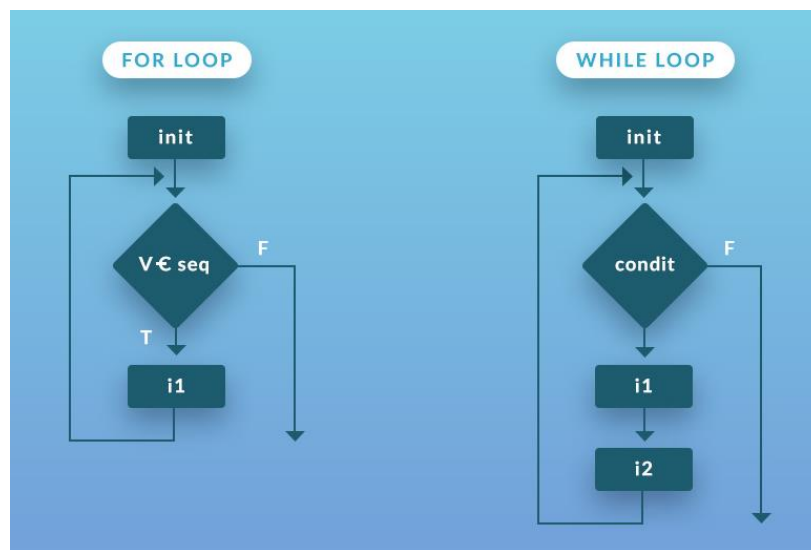 FOR LOOP
init
V€ seq
F
T
i1
WHILE LOOP
init
condit
F
i1
i2